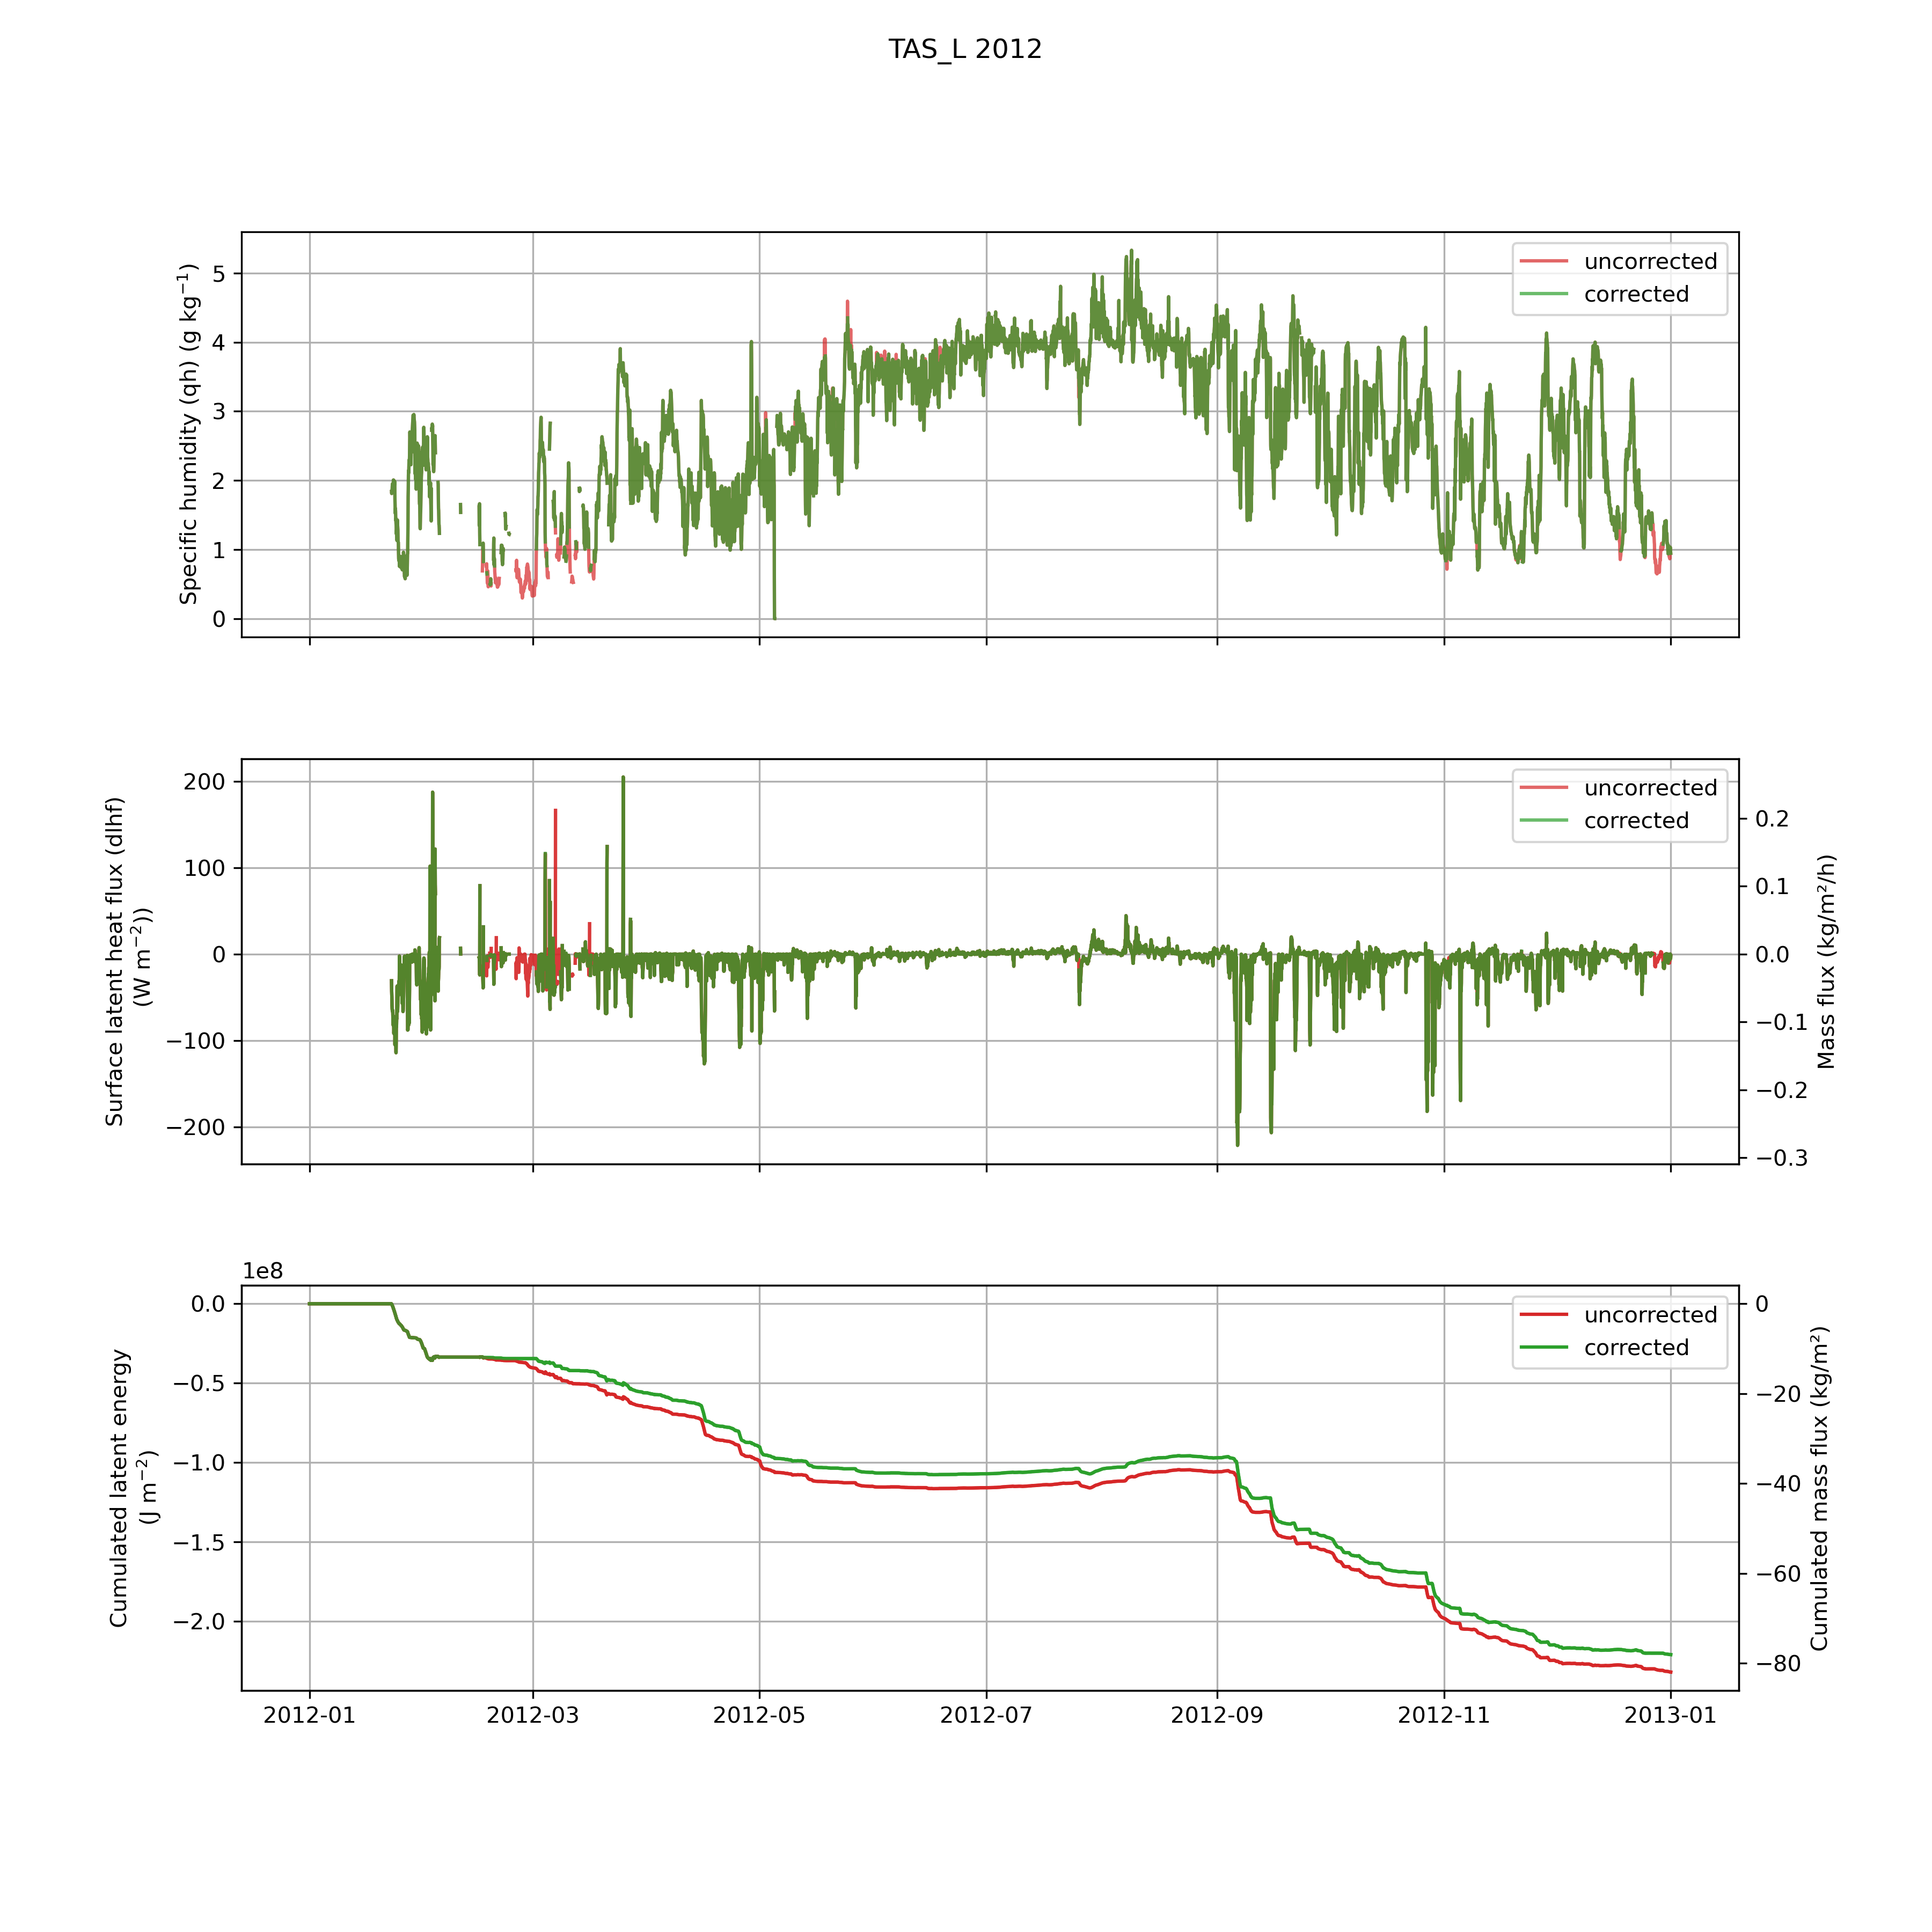 TAS_L 2012
Specific humidity (qh) (g kg⁻¹)
5
4
3
2
1
0
uncorrected
corrected
Surface latent heat flux (dlhf)
(W m⁻²))
200
100
0
−100
−200
uncorrected
corrected
0.2
0.1
0.0
−0.1
−0.2
−0.3
Mass flux (kg/m²/h)
1e8
Cumulated latent energy
(J m⁻²)
0.0
−0.5
−1.0
−1.5
−2.0
uncorrected
corrected
0
−20
−40
−60
−80
Cumulated mass flux (kg/m²)
2012-01 2012-03 2012-05 2012-07 2012-09 2012-11 2013-01